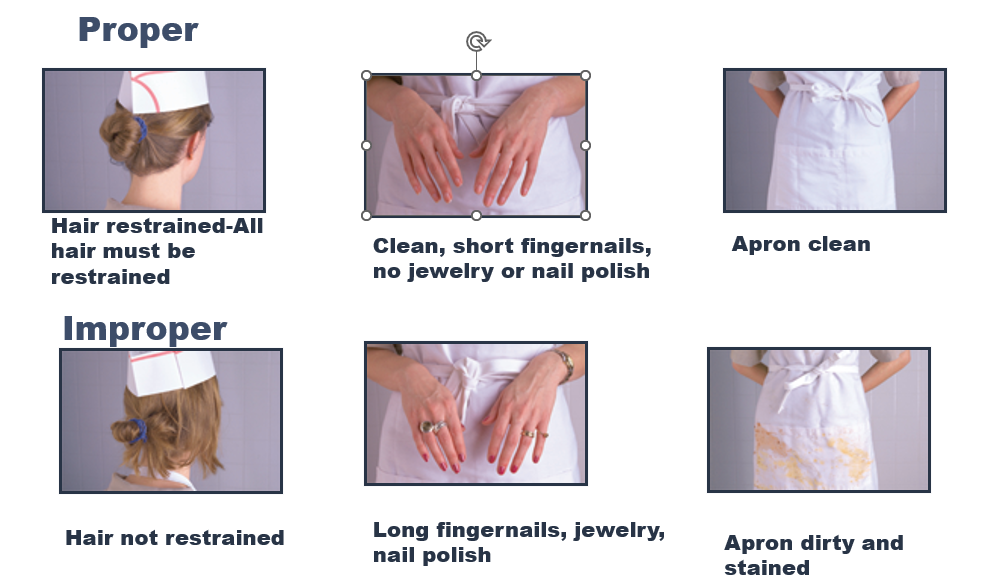 Proper
Hair restrained-All
hair must be
restrained
Clean, short fingernails,
no jewelry or nail polish
Apron clean
Improper
Hair not restrained
Long fingernails, jewelry,
nail polish
Apron dirty and
stained